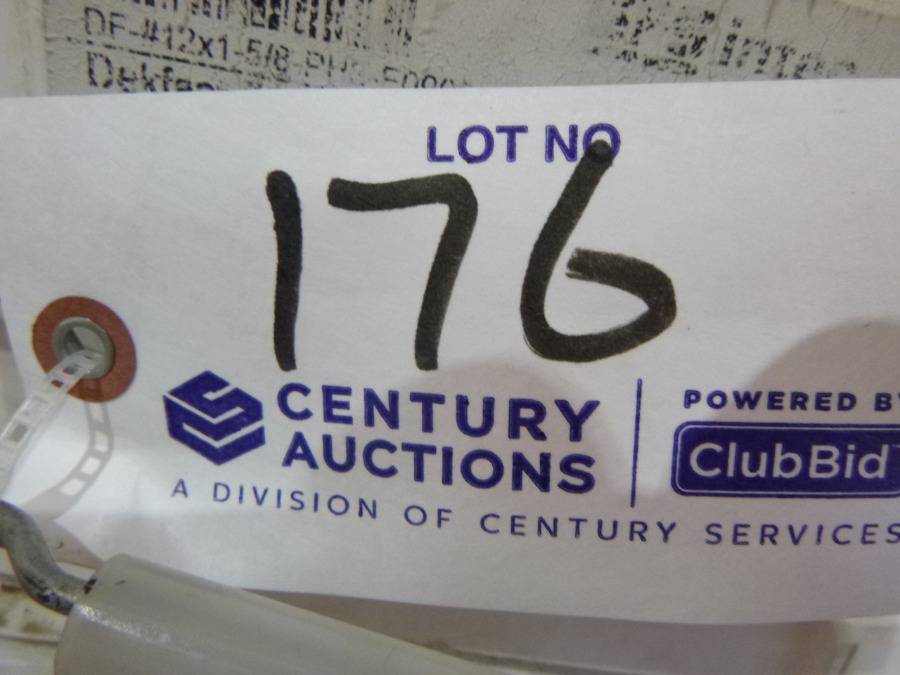 DF-#12x1-5/8
LOT NO
176
CENTURY
AUCTIONS
A DIVISION OF CENTURY SERVICES
POWERED BY
ClubBid